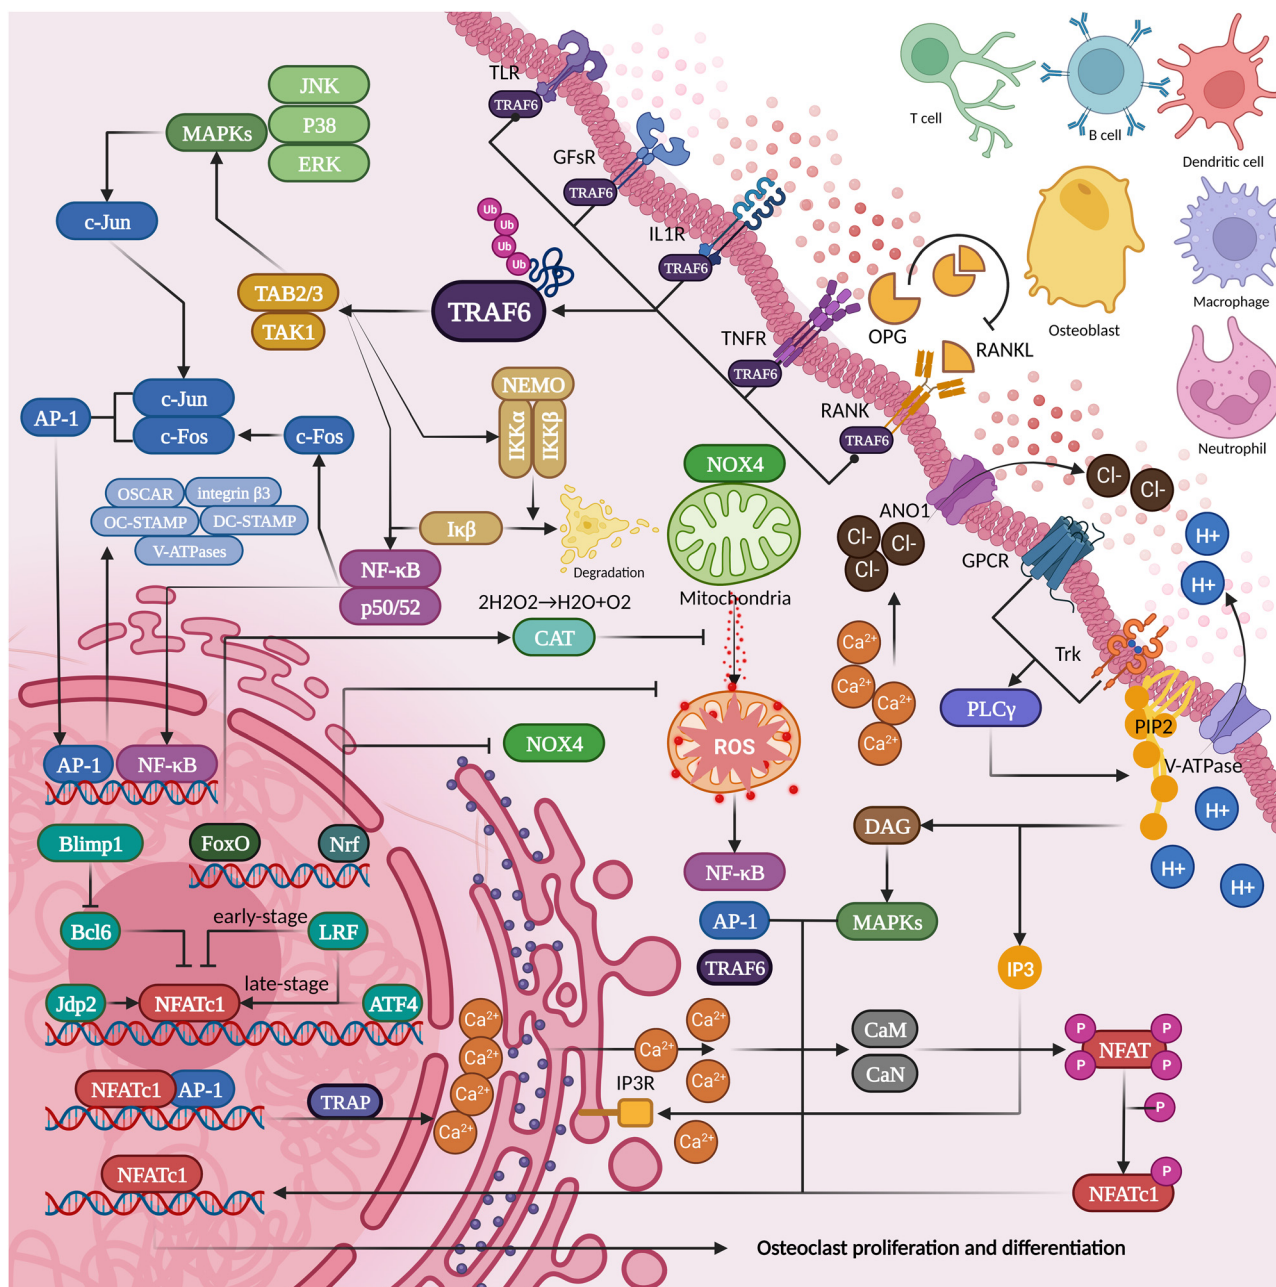 TLR
TRAF6
JNK
P38
ERK
MAPKs
T cell
B cell
Dendritic cell
GFsR
TRAF6
c-Jun
Ub
Ub
Ub
Ub
IL1R
TRAF6
TAB2/3
TAK1
TRAF6
OPG
RANKL
Osteoblast
Macrophage
TNFR
TRAF6
NEMO
IKKα
IKKβ
c-Jun
AP-1
c-Fos
c-Fos
RANK
TRAF6
Neutrophil
NOX4
OSCAR
integrin β3
OC-STAMP
DC-STAMP
V-ATPases
Iκβ
Degradation
Cl-
Cl-
ANO1
Cl-
Cl-
Cl-
GPCR
H+
H+
NF-κB
p50/52
Mitochondria
2H2O2→H2O+O2
CAT
Ca2+
Ca2+
Ca2+
Ca2+
Trk
PLCγ
PIP2
V-ATPase
NOX4
ROS
AP-1
NF-κB
H+
H+
H+
Blimp1
FoxO
Nrf
DAG
NF-κB
Bcl6
early-stage
LRF
AP-1
MAPKs
TRAF6
IP3
late-stage
Jdp2
NFATc1
ATF4
Ca2+
Ca2+
Ca2+
Ca2+
Ca2+
Ca2+
Ca2+
Ca2+
IP3R
CaM
CaN
P
P
NFAT
P
P
P
NFATc1
AP-1
TRAP
NFATc1
P
NFATc1
Osteoclast proliferation and differentiation